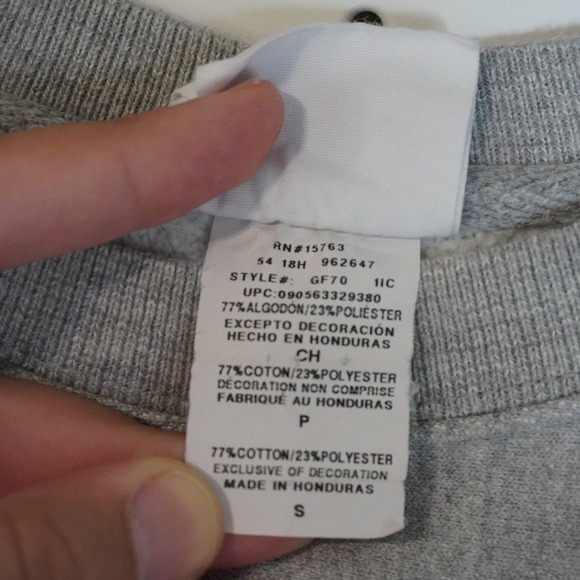 RN#15763
54 18H 962647
STYLE#: GF70 1IC
UPC:090563329380
77%ALGODÓN/23%POLIÉSTER
EXCEPTO DECORACIÓN
HECHO EN HONDURAS
CH
77%COTON/23%POLYESTER
DÉCORATION NON COMPRISE
FABRIQUÉ AU HONDURAS
P
77%COTTON/23%POLYESTER
EXCLUSIVE OF DECORATION
MADE IN HONDURAS
S